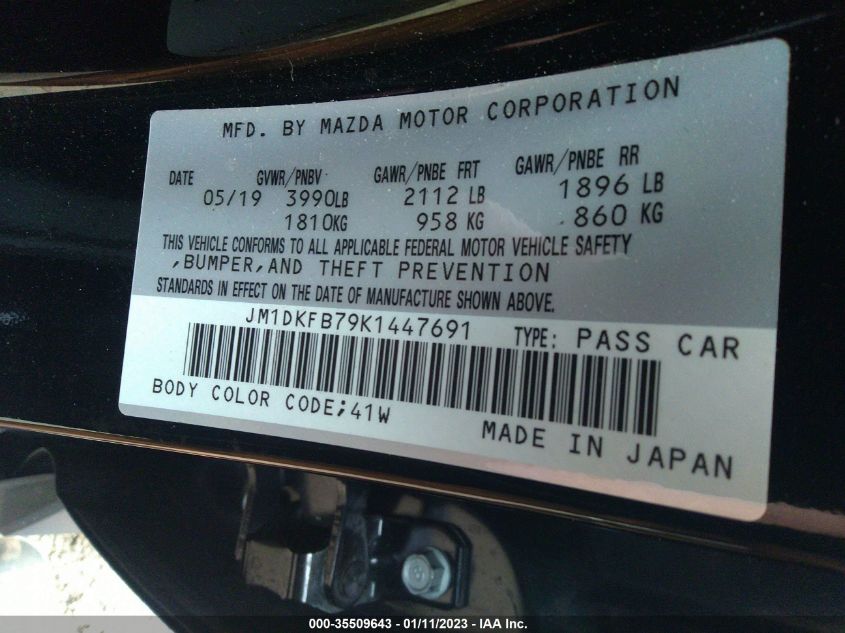 MFD. BY MAZDA MOTOR CORPORATION
DATE GVWR/PNBV GAWR/PNBE FRT GAWR/PNBE RR
05/19 3990LB 2112 LB 1896 LB
1810KG 958 KG 860 KG
THIS VEHICLE CONFORMS TO ALL APPLICABLE FEDERAL MOTOR VEHICLE SAFETY
,BUMPER,AND THEFT PREVENTION
STANDARDS IN EFFECT ON THE DATE OF MANUFACTURE SHOWN ABOVE.
JM1DKFB79K1447691 TYPE: PASS CAR
BODY COLOR CODE;41W
MADE IN JAPAN
000-35509643 / 01/11/2023 - IAA Inc.